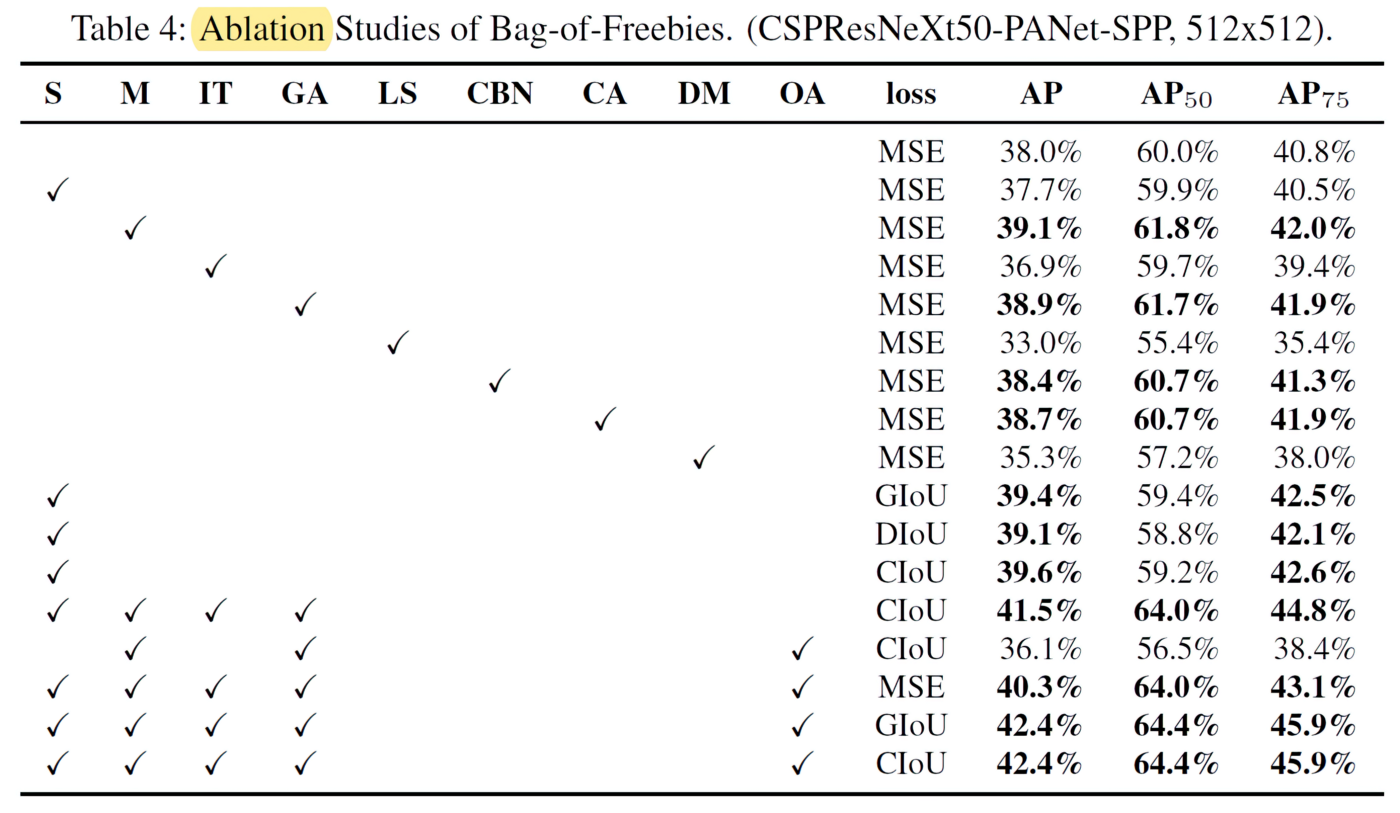 Table 4: Ablation Studies of Bag-of-Freebies. (CSPResNeXt50-PANet-SPP, 512x512).
S M IT GA LS CBN CA DM OA loss AP AP50 AP75
MSE 38.0% 60.0% 40.8%
✓ MSE 37.7% 59.9% 40.5%
✓ MSE 39.1% 61.8% 42.0%
✓ MSE 36.9% 59.7% 39.4%
✓ MSE 38.9% 61.7% 41.9%
✓ MSE 33.0% 55.4% 35.4%
✓ MSE 38.4% 60.7% 41.3%
✓ MSE 38.7% 60.7% 41.9%
✓ MSE 35.3% 57.2% 38.0%
✓ GIoU 39.4% 59.4% 42.5%
✓ DIoU 39.1% 58.8% 42.1%
✓ CIoU 39.6% 59.2% 42.6%
✓ ✓ ✓ ✓ CIoU 41.5% 64.0% 44.8%
✓ ✓ ✓ CIoU 36.1% 56.5% 38.4%
✓ ✓ ✓ ✓ ✓ MSE 40.3% 64.0% 43.1%
✓ ✓ ✓ ✓ ✓ GIoU 42.4% 64.4% 45.9%
✓ ✓ ✓ ✓ ✓ CIoU 42.4% 64.4% 45.9%